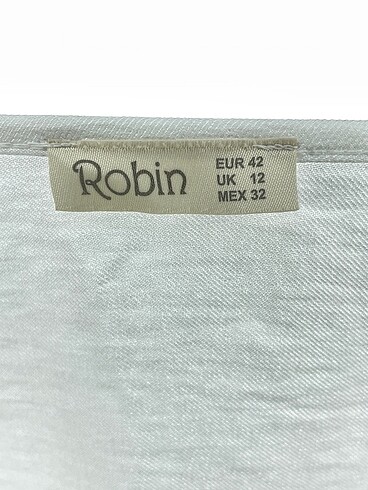 Robin
EUR 42
UK 12
MEX 32